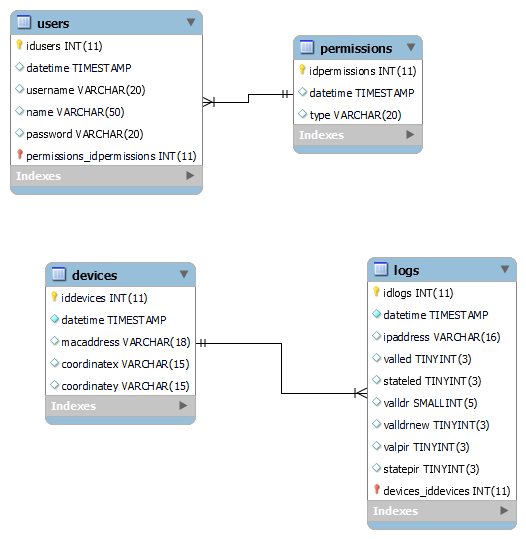 users
idusers INT(11)
datetime TIMESTAMP
username VARCHAR(20)
name VARCHAR(50)
password VARCHAR(20)
permissions_idpermissions INT(11)
Indexes
permissions
idpermissions INT(11)
datetime TIMESTAMP
type VARCHAR(20)
Indexes
devices
iddevices INT(11)
datetime TIMESTAMP
macaddress VARCHAR(18)
coordinatex VARCHAR(15)
coordinatey VARCHAR(15)
Indexes
logs
idlogs INT(11)
datetime TIMESTAMP
ipaddress VARCHAR(16)
valled TINYINT(3)
stateled TINYINT(3)
valldr SMALLINT(5)
valldrnew TINYINT(3)
valpir TINYINT(3)
statepir TINYINT(3)
devices_iddevices INT(11)
Indexes